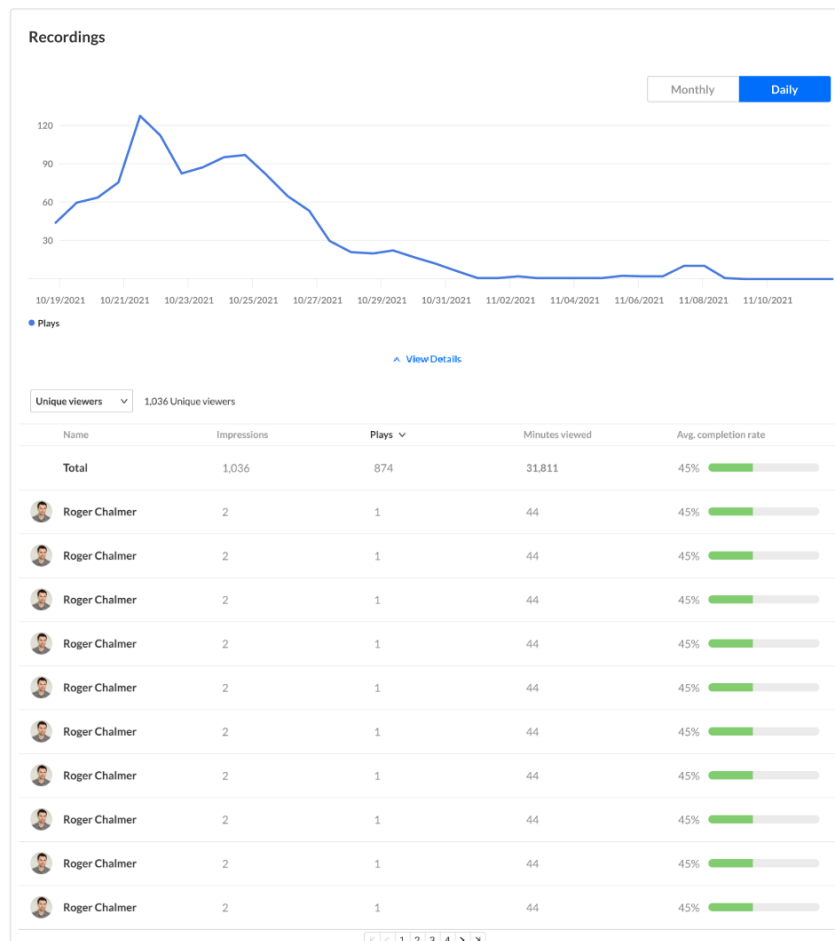 Recordings
Monthly Daily
120
90
60
30
10/19/2021 10/21/2021 10/23/2021 10/25/2021 10/27/2021 10/29/2021 10/31/2021 11/02/2021 11/04/2021 11/06/2021 11/08/2021 11/10/2021
Plays
View Details
Unique viewers 1,036 Unique viewers
Name Impressions Plays Minutes viewed Avg. completion rate
Total 1,036 874 31,811 45%
Roger Chalmer 2 1 44 45%
Roger Chalmer 2 1 44 45%
Roger Chalmer 2 1 44 45%
Roger Chalmer 2 1 44 45%
Roger Chalmer 2 1 44 45%
Roger Chalmer 2 1 44 45%
Roger Chalmer 2 1 44 45%
Roger Chalmer 2 1 44 45%
Roger Chalmer 2 1 44 45%
Roger Chalmer 2 1 44 45%
1 2 3 4